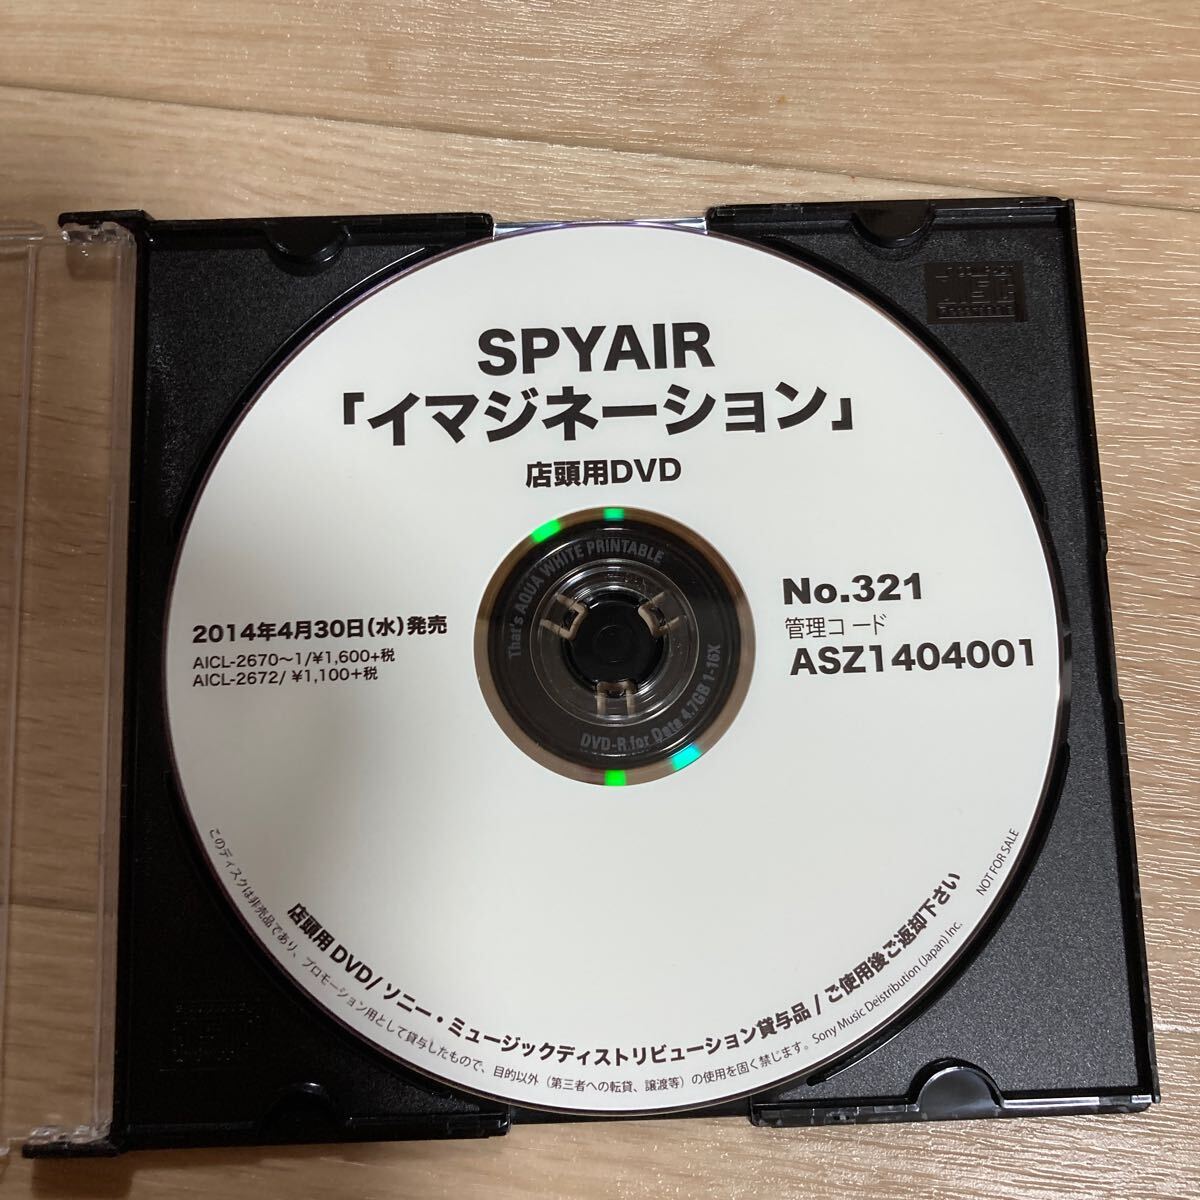 SPYAIR
「イマジネーション」
店頭用DVD
That's AQUA WHITE PRINTABLE
DVD-R for Data 4.7GB 1-16X
2014年4月30日(水)発売
AICL-2670〜1/¥1,600+税
AICL-2672/ ¥1,100+税
No.321
管理コード
ASZ1404001
店頭用 DVD/ ソニー・ミュージックディストリビューション貸与品 / ご使用後ご返却下さい
このディスクは非売品であり、プロモーション用として貸与したもので、目的以外（第三者への転貸、譲渡等）の使用を固く禁じます。Sony Music Deistribution (Japan) Inc.
NOT FOR SALE